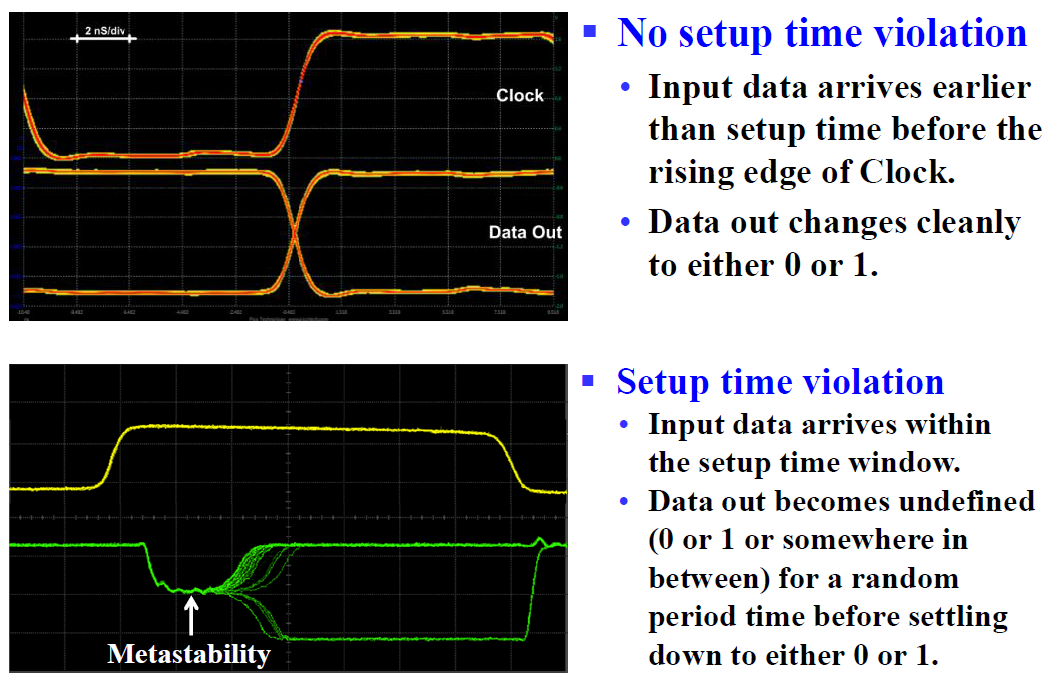 2 nS/div
Clock
Data Out
No setup time violation
Input data arrives earlier
than setup time before the
rising edge of Clock.
Data out changes cleanly
to either 0 or 1.
Metastability
Setup time violation
Input data arrives within
the setup time window.
Data out becomes undefined
(0 or 1 or somewhere in
between) for a random
period time before settling
down to either 0 or 1.